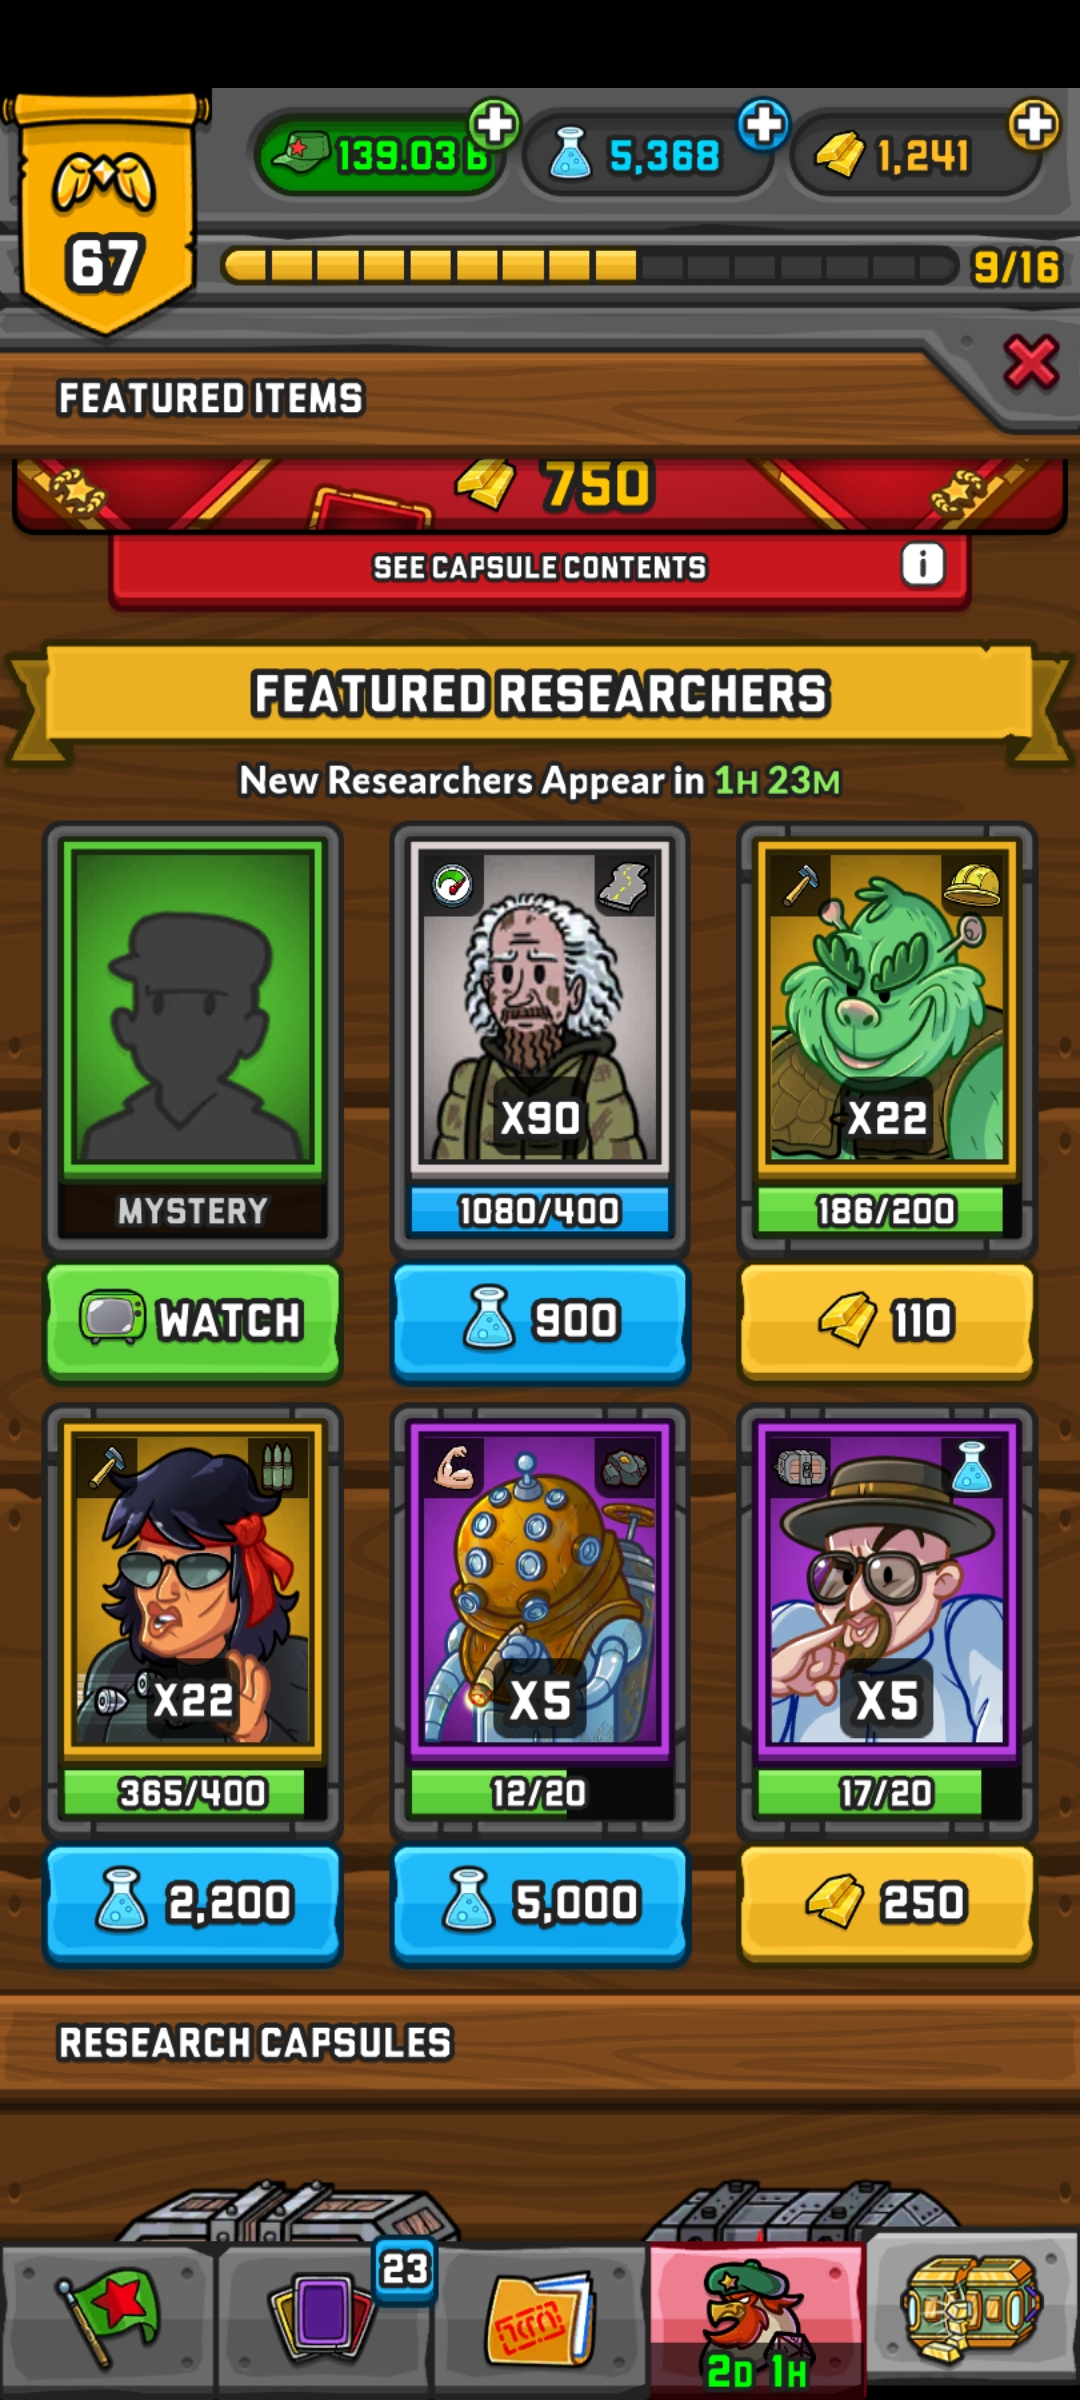 139.03 B
5,368
1,241
67
9/16
FEATURED ITEMS
750
SEE CAPSULE CONTENTS
i
FEATURED RESEARCHERS
New Researchers Appear in 1H 23M
X90
X22
MYSTERY
1080/400
186/200
WATCH
900
110
X22
X5
X5
365/400
12/20
17/20
2,200
5,000
250
RESEARCH CAPSULES
23
2D 1H